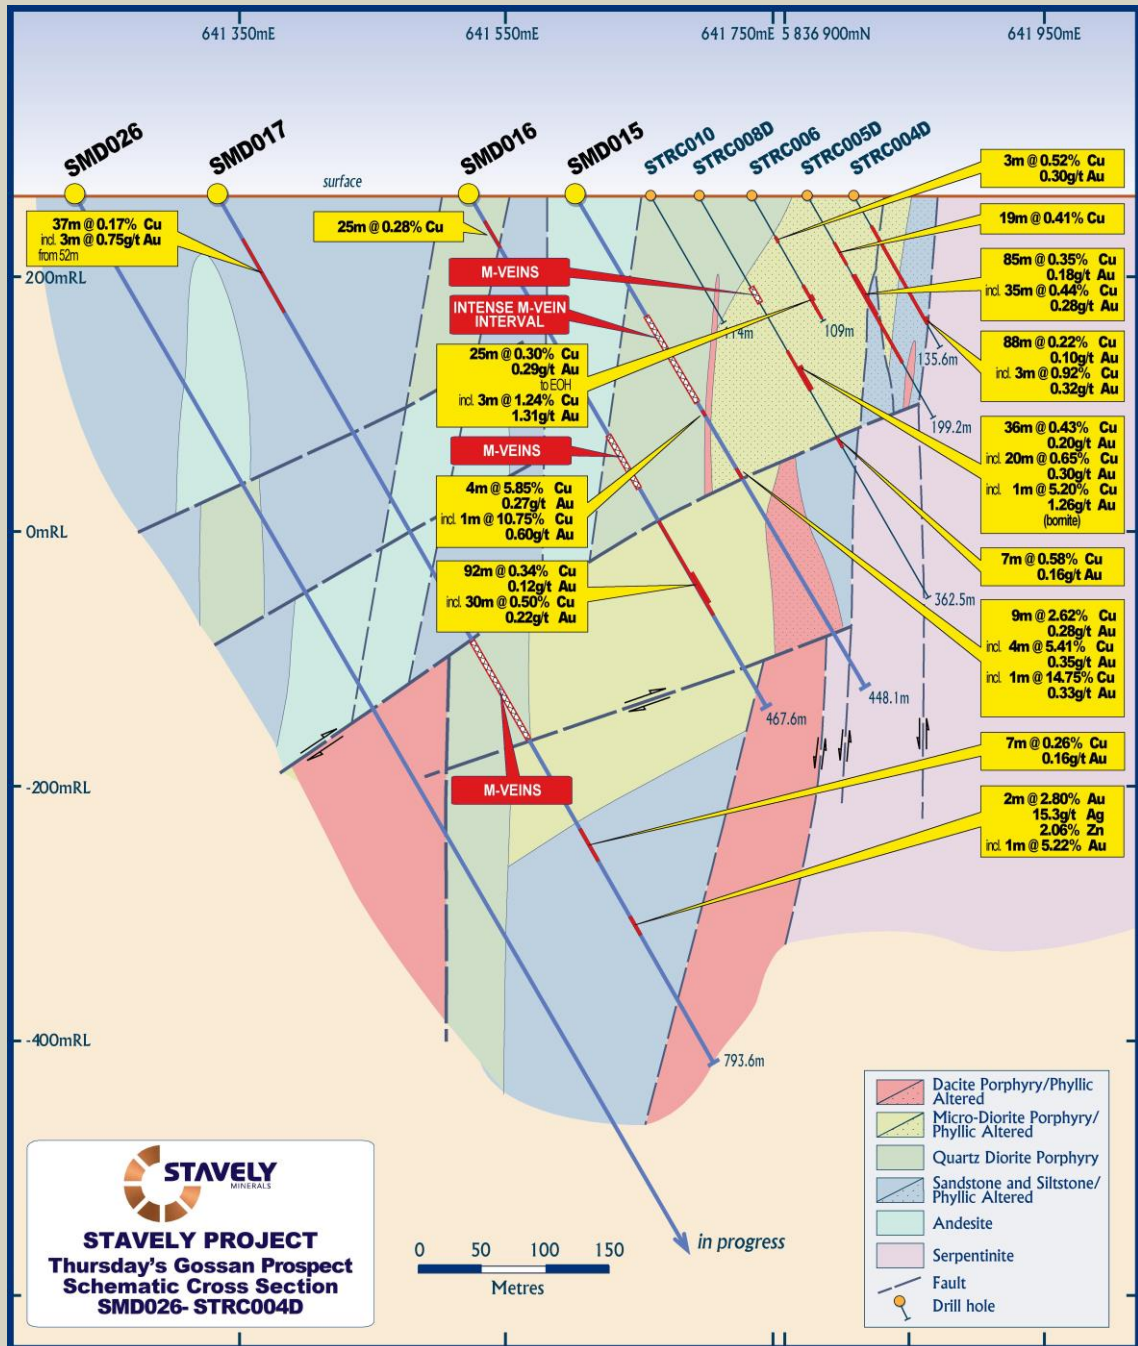 641 350mE
641 550mE
641 750mE
5 836 900mN
641 950mE
SMD026
SMD017
SMD016
SMD015
STRC010
STRC008D
STRC006
STRC005D
STRC004D
surface
37m @ 0.17% Cu
incl. 3m @ 0.75g/t Au
from 52m
25m @ 0.28% Cu
M-VEINS
INTENSE M-VEIN
INTERVAL
25m @ 0.30% Cu
0.29g/t Au
to EOH
incl. 3m @ 1.24% Cu
1.31g/t Au
M-VEINS
4m @ 5.85% Cu
0.27g/t Au
incl. 1m @ 10.75% Cu
0.60g/t Au
92m @ 0.34% Cu
0.12g/t Au
incl. 30m @ 0.50% Cu
0.22g/t Au
M-VEINS
3m @ 0.52% Cu
0.30g/t Au
19m @ 0.41% Cu
85m @ 0.35% Cu
0.18g/t Au
incl. 35m @ 0.44% Cu
0.28g/t Au
88m @ 0.22% Cu
0.10g/t Au
incl. 3m @ 0.92% Cu
0.32g/t Au
36m @ 0.43% Cu
0.20g/t Au
incl. 20m @ 0.65% Cu
0.30g/t Au
incl. 1m @ 5.20% Cu
1.26g/t Au
(bornite)
7m @ 0.58% Cu
0.16g/t Au
9m @ 2.62% Cu
0.28g/t Au
incl. 4m @ 5.41% Cu
0.35g/t Au
incl. 1m @ 14.75% Cu
0.33g/t Au
7m @ 0.26% Cu
0.16g/t Au
2m @ 2.80% Au
15.3g/t Ag
2.06% Zn
incl. 1m @ 5.22% Au
114m
109m
135.6m
199.2m
362.5m
448.1m
467.6m
793.6m
in progress
200mRL
0mRL
-200mRL
-400mRL
STAVELY
MINERALS
STAVELY PROJECT
Thursday's Gossan Prospect
Schematic Cross Section
SMD026- STRC004D
0 50 100 150
Metres
Dacite Porphyry/Phyllic
Altered
Micro-Diorite Porphyry/
Phyllic Altered
Quartz Diorite Porphyry
Sandstone and Siltstone/
Phyllic Altered
Andesite
Serpentinite
Fault
Drill hole